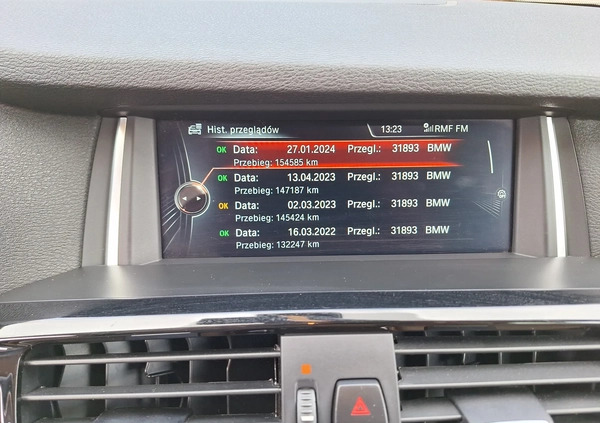 Hist. przeglądów 13:23 RMF FM
OK Data: 27.01.2024 Przegl.: 31893 BMW
Przebieg: 154585 km
OK Data: 13.04.2023 Przegl.: 31893 BMW
Przebieg: 147187 km
OK Data: 02.03.2023 Przegl.: 31893 BMW
Przebieg: 145424 km
OK Data: 16.03.2022 Przegl.: 31893 BMW
Przebieg: 132247 km